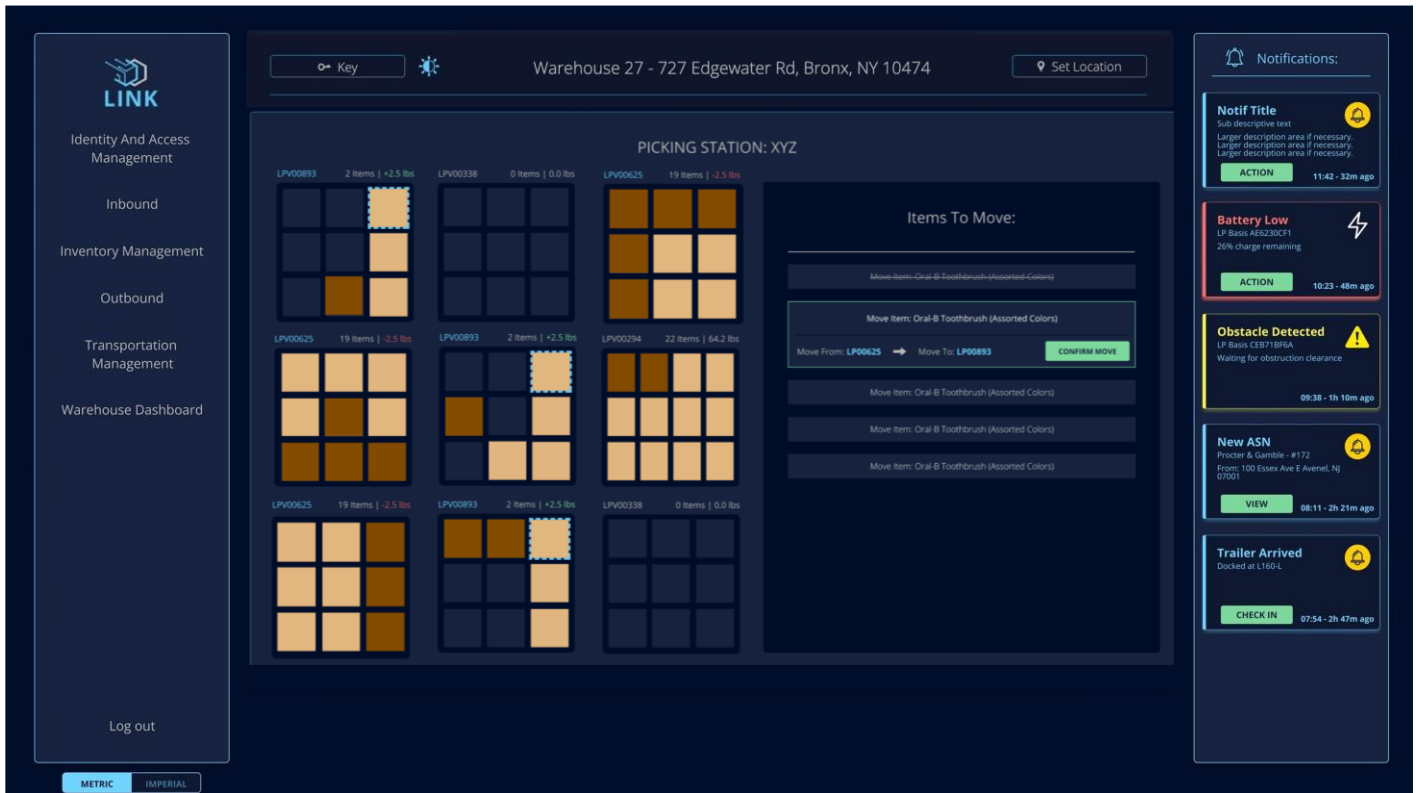 LINK
Identity And Access
Management
Inbound
Inventory Management
Outbound
Transportation
Management
Warehouse Dashboard
Log out
METRIC IMPERIAL
Key
Warehouse 27 - 727 Edgewater Rd, Bronx, NY 10474
Set Location
PICKING STATION: XYZ
LPV00893 2 Items | +2.5 lbs
LPV00338 0 Items | 0.0 lbs
LPV00625 19 Items | -2.5 lbs
LPV00625 19 Items | -2.5 lbs
LPV00893 2 Items | +2.5 lbs
LPV00294 22 Items | 64.2 lbs
LPV00625 19 Items | -2.5 lbs
LPV00893 2 Items | +2.5 lbs
LPV00338 0 Items | 0.0 lbs
Items To Move:
Move Item: Oral-B Toothbrush (Assorted Colors)
Move Item: Oral-B Toothbrush (Assorted Colors)
Move From: LP00625 Move To: LP00893 CONFIRM MOVE
Move Item: Oral-B Toothbrush (Assorted Colors)
Move Item: Oral-B Toothbrush (Assorted Colors)
Move Item: Oral-B Toothbrush (Assorted Colors)
Notifications:
Notif Title
Sub descriptive text
Larger description area if necessary.
Larger description area if necessary.
Larger description area if necessary.
ACTION 11:42 - 32m ago
Battery Low
LP Basis AE6230CF1
26% charge remaining
ACTION 10:23 - 48m ago
Obstacle Detected
LP Basis CEB71BF6A
Waiting for obstruction clearance
09:38 - 1h 10m ago
New ASN
Procter & Gamble - #172
From: 100 Essex Ave E Avenel, NJ
07001
VIEW 08:11 - 2h 21m ago
Trailer Arrived
Docked at L160-L
CHECK IN 07:54 - 2h 47m ago